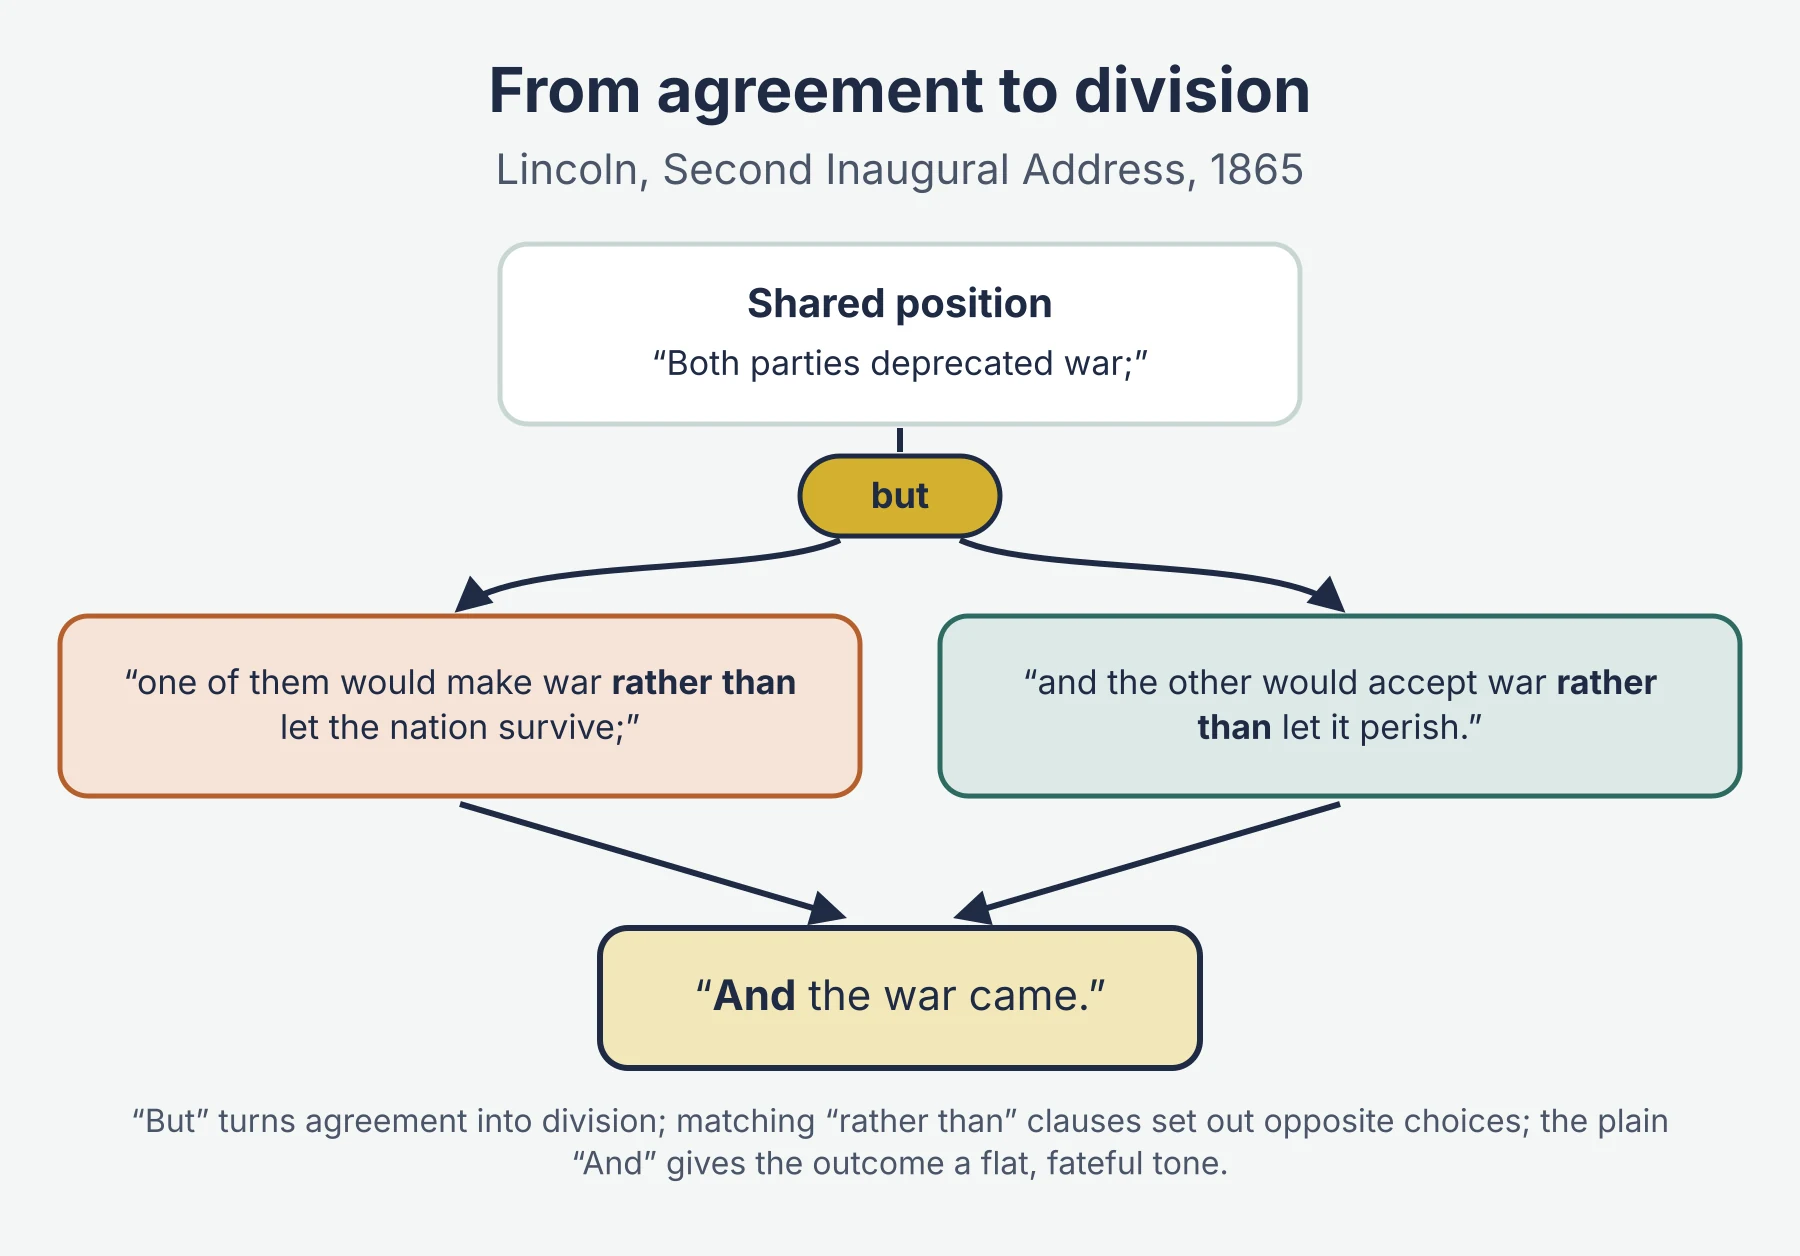 From agreement to division
Lincoln, Second Inaugural Address, 1865
Shared position
“Both parties deprecated war;”
but
“one of them would make war rather than
let the nation survive;”
“and the other would accept war rather
than let it perish.”
“And the war came.”
“But” turns agreement into division; matching “rather than” clauses set out opposite choices; the plain
“And” gives the outcome a flat, fateful tone.